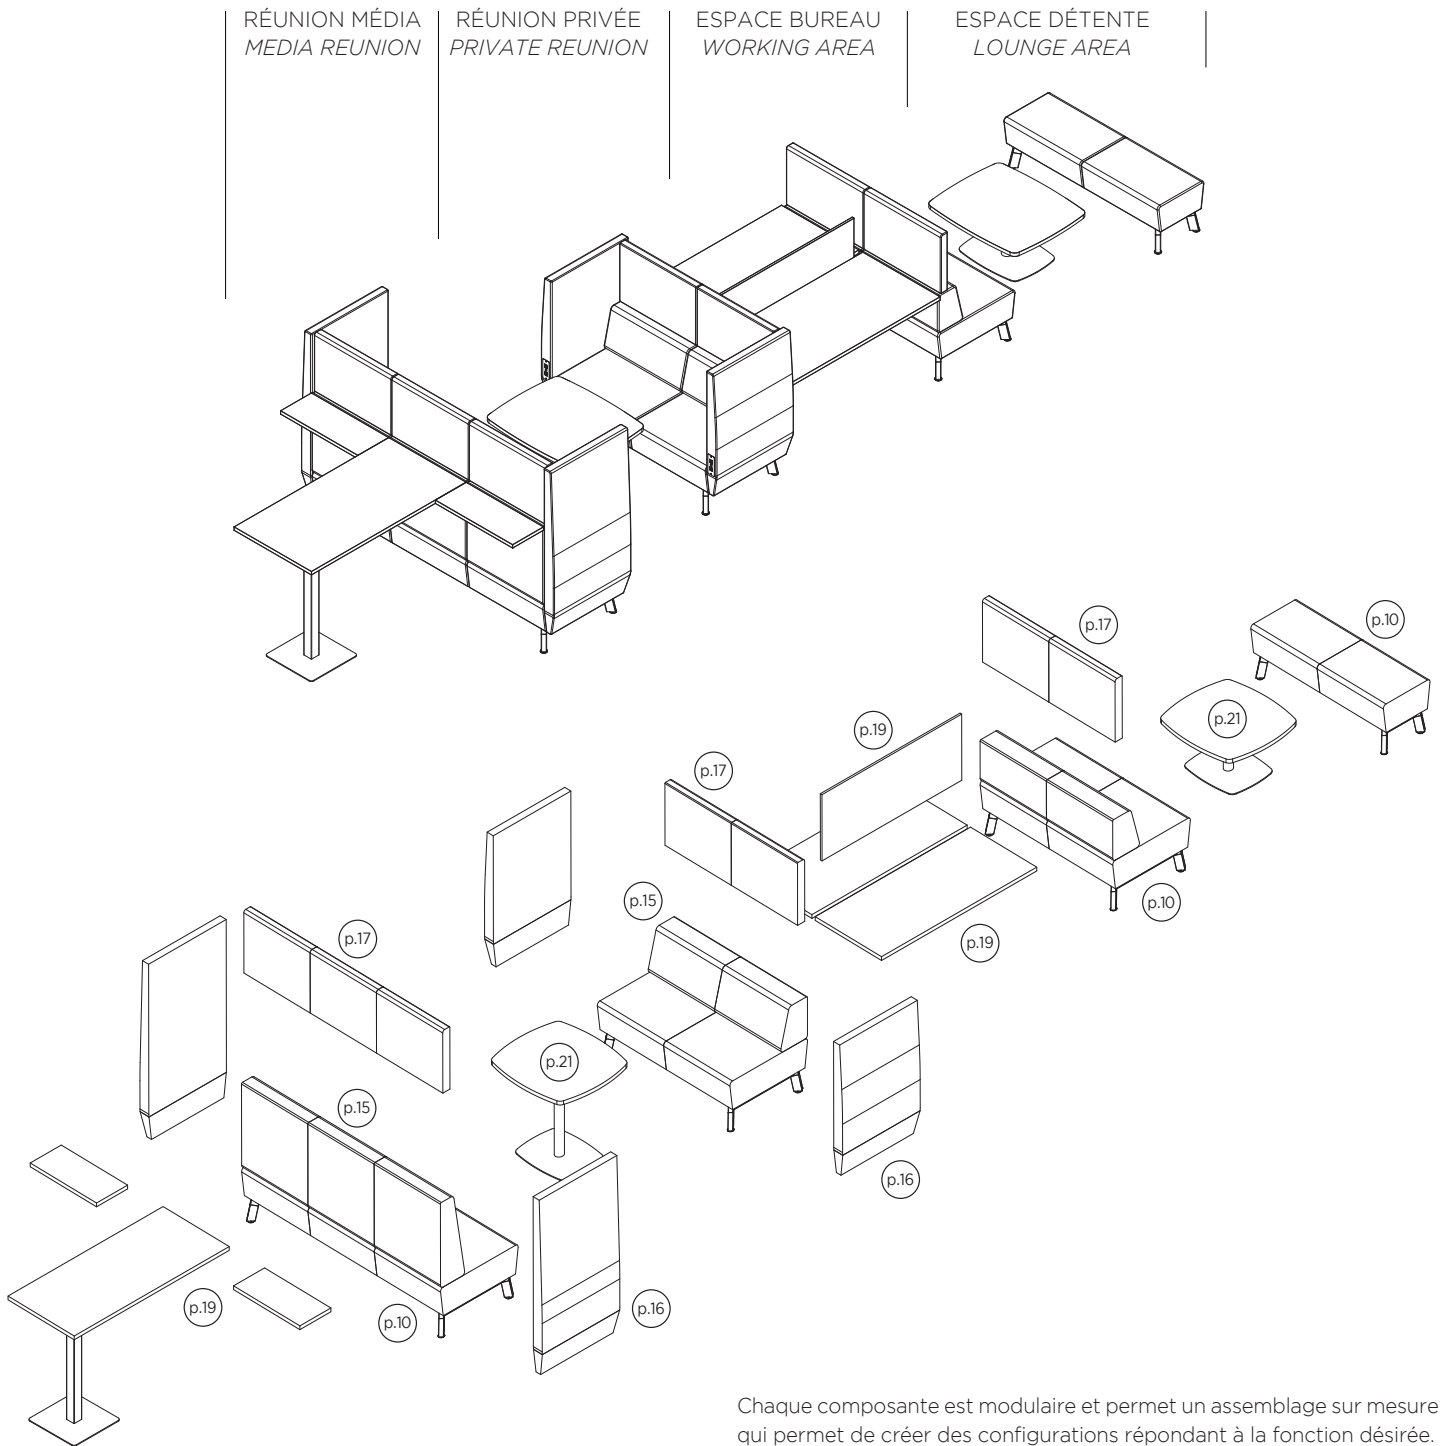 RÉUNION MÉDIA
MEDIA REUNION
RÉUNION PRIVÉE
PRIVATE REUNION
ESPACE BUREAU
WORKING AREA
ESPACE DÉTENTE
LOUNGE AREA
p.17
p.10
p.21
p.19
p.17
p.15
p.10
p.17
p.19
p.21
p.15
p.16
p.19
p.10
p.16
Chaque composante est modulaire et permet un assemblage sur mesure
qui permet de créer des configurations répondant à la fonction désirée.